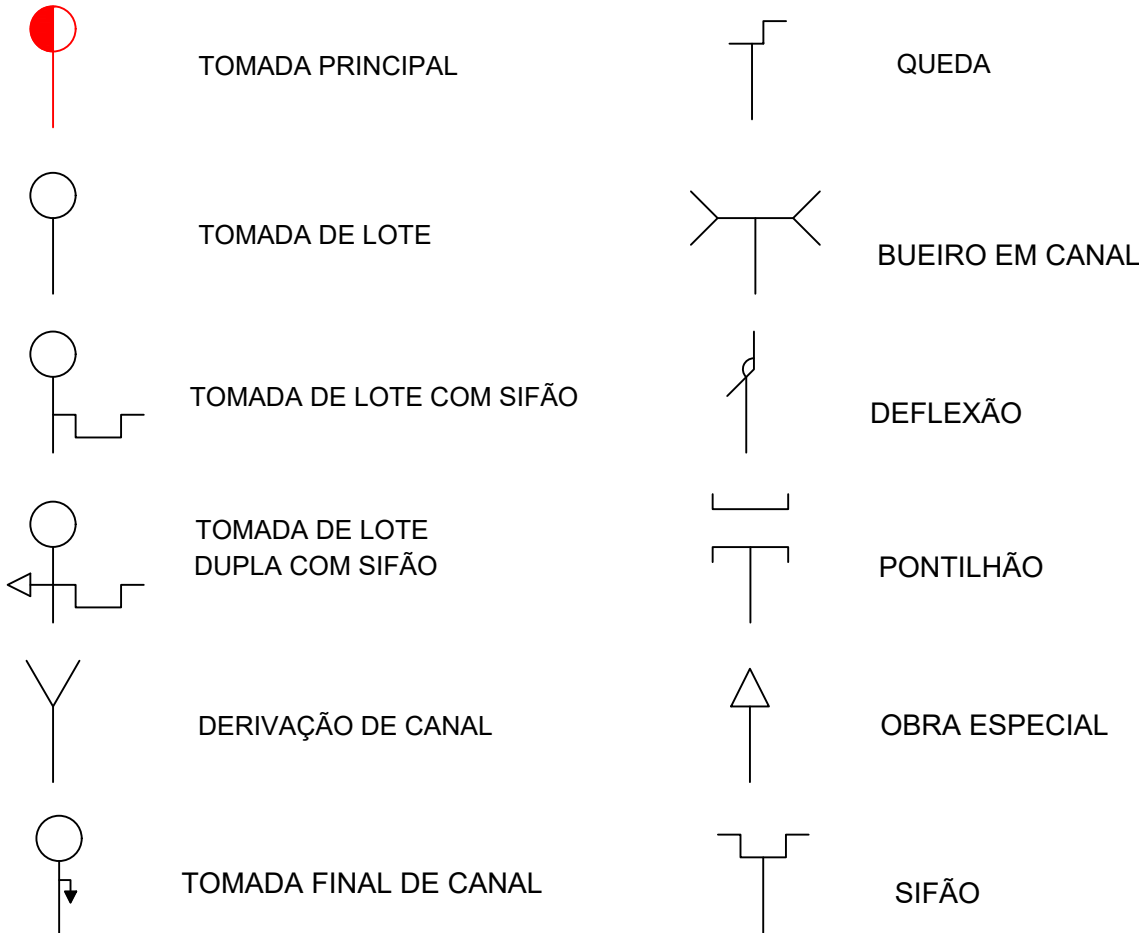 TOMADA PRINCIPAL
QUEDA
TOMADA DE LOTE
BUEIRO EM CANAL
TOMADA DE LOTE COM SIFÃO
DEFLEXÃO
TOMADA DE LOTE
DUPLA COM SIFÃO
PONTILHÃO
DERIVAÇÃO DE CANAL
OBRA ESPECIAL
TOMADA FINAL DE CANAL
SIFÃO